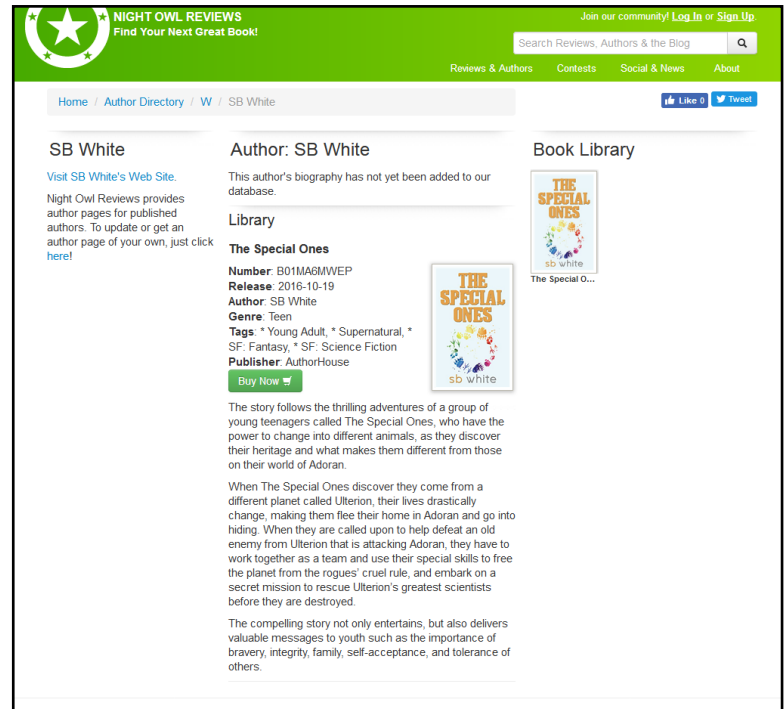 NIGHT OWL REVIEWS
Find Your Next Great Book!
Join our community! Log In or Sign Up.
Search Reviews, Authors & the Blog
Reviews & Authors Contests Social & News About
Home / Author Directory / W / SB White
Like 0 Tweet
SB White
Visit SB White's Web Site.
Night Owl Reviews provides
author pages for published
authors. To update or get an
author page of your own, just click
here!
Author: SB White
This author's biography has not yet been added to our
database.
Library
The Special Ones
Number: B01MA6MWEP
Release: 2016-10-19
Author: SB White
Genre: Teen
Tags: * Young Adult, * Supernatural, *
SF: Fantasy, * SF: Science Fiction
Publisher: AuthorHouse
Buy Now
THE
SPECIAL
ONES
sb white
The story follows the thrilling adventures of a group of
young teenagers called The Special Ones, who have the
power to change into different animals, as they discover
their heritage and what makes them different from those
on their world of Adoran.
When The Special Ones discover they come from a
different planet called Ulterion, their lives drastically
change, making them flee their home in Adoran and go into
hiding. When they are called upon to help defeat an old
enemy from Ulterion that is attacking Adoran, they have to
work together as a team and use their special skills to free
the planet from the rogues' cruel rule, and embark on a
secret mission to rescue Ulterion's greatest scientists
before they are destroyed.
The compelling story not only entertains, but also delivers
valuable messages to youth such as the importance of
bravery, integrity, family, self-acceptance, and tolerance of
others.
Book Library
THE
SPECIAL
ONES
sb white
The Special O...